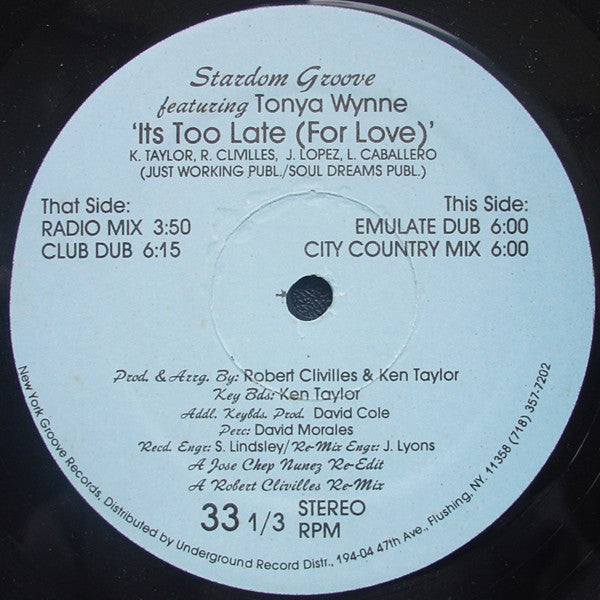 Stardom Groove
featuring Tonya Wynne
'Its Too Late (For Love)'
K. TAYLOR, R. CLIVILLES, J. LOPEZ, L. CABALLERO
(JUST WORKING PUBL./SOUL DREAMS PUBL.)
That Side:
RADIO MIX 3:50
CLUB DUB 6:15
This Side:
EMULATE DUB 6:00
CITY COUNTRY MIX 6:00
Prod. & Arrg. By: Robert Clivilles & Ken Taylor
Key Bds: Ken Taylor
Addl. Keybds. Prod. David Cole
Perc: David Morales
Recd. Engr: S. Lindsley/Re-Mix Engr: J. Lyons
A Jose Chep Nunez Re-Edit
A Robert Clivilles Re-Mix
33 1/3 STEREO
RPM
New York Groove Records, Distributed by Underground Record Distr., 194-04 47th Ave., Flushing, NY. 11358 (718) 357-7202